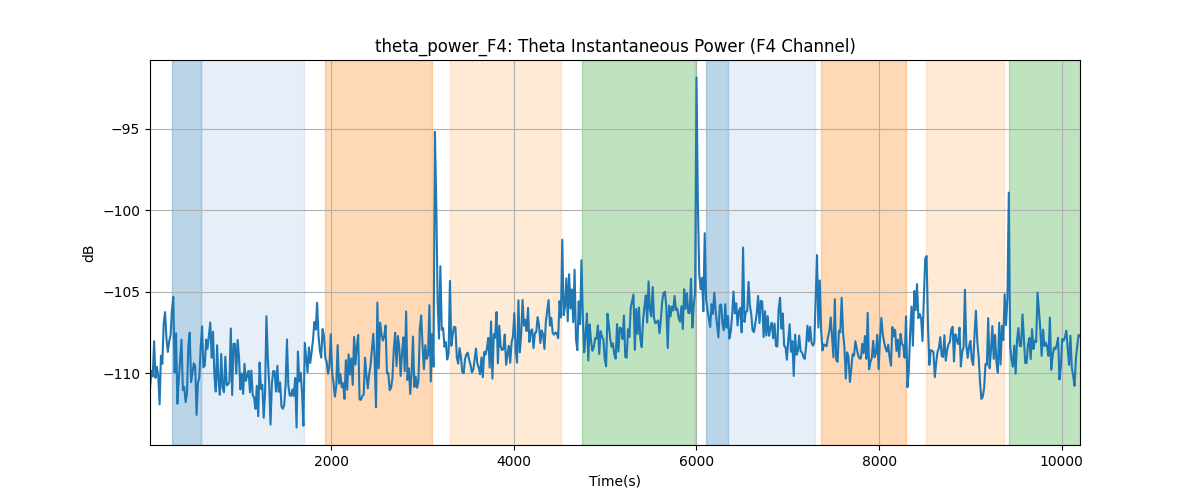 theta_power_F4: Theta Instantaneous Power (F4 Channel)
−95
−100
−105
−110
dB
2000 4000 6000 8000 10000
Time(s)